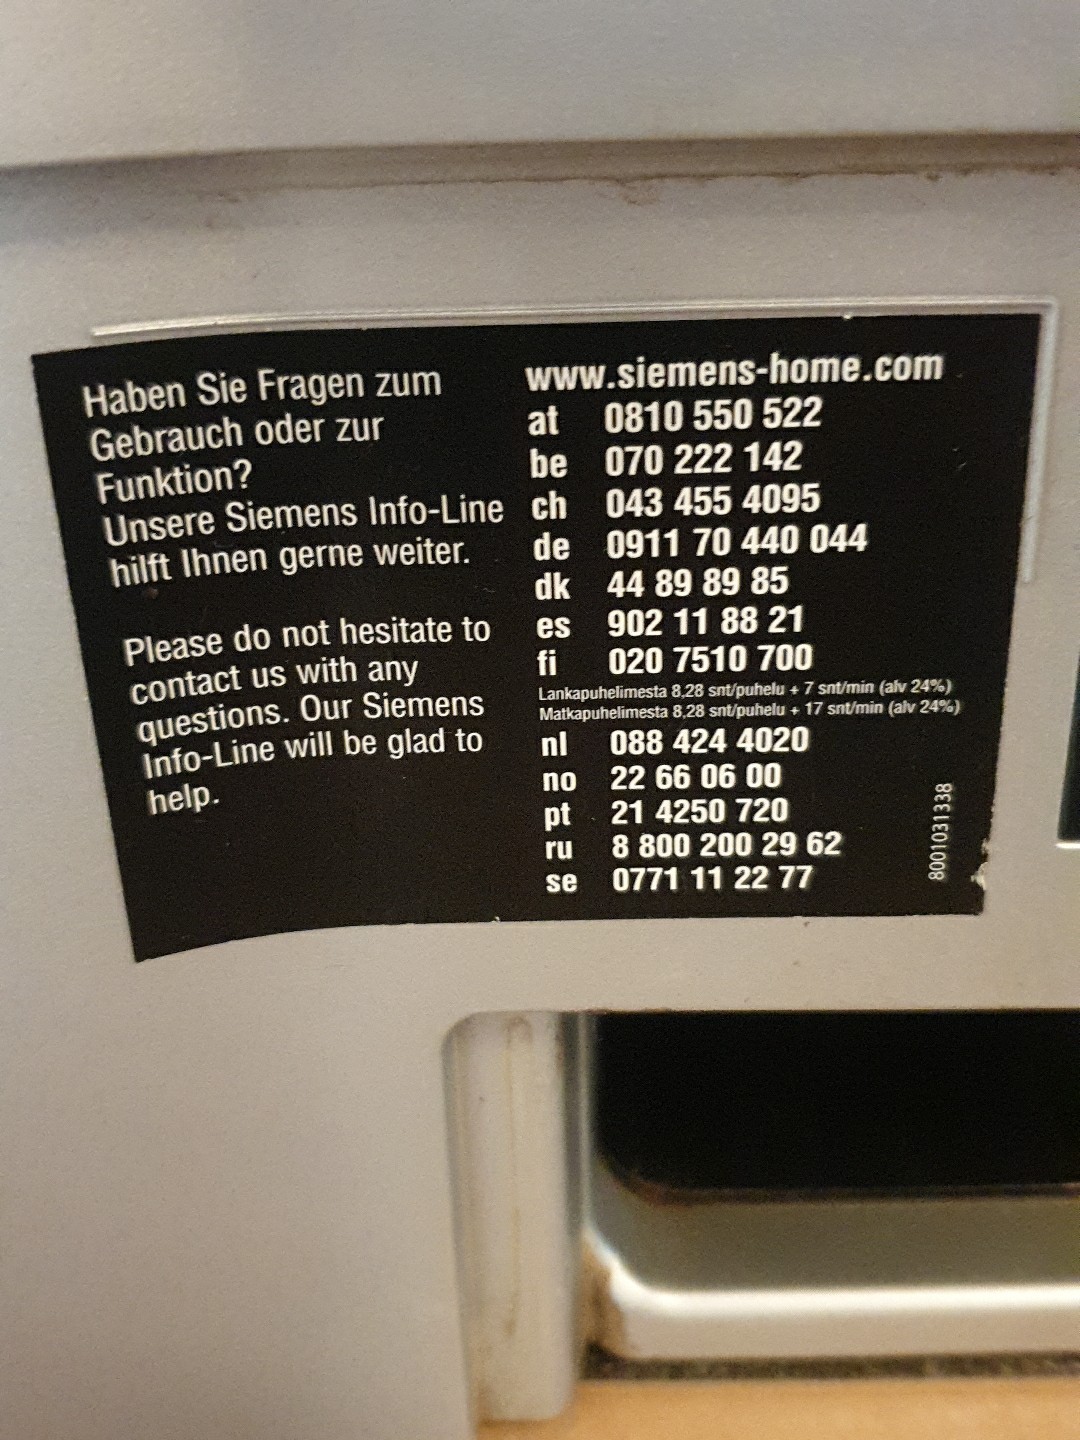 Haben Sie Fragen zum
Gebrauch oder zur
Funktion?
Unsere Siemens Info-Line
hilft Ihnen gerne weiter.
Please do not hesitate to
contact us with any
questions. Our Siemens
Info-Line will be glad to
help.
www.siemens-home.com
at 0810 550 522
be 070 222 142
ch 043 455 4095
de 0911 70 440 044
dk 44 89 89 85
es 902 11 88 21
fi 020 7510 700
Lankapuhelimesta 8,28 snt/puhelu + 7 snt/min (alv 24%)
Matkapuhelimesta 8,28 snt/puhelu + 17 snt/min (alv 24%)
nl 088 424 4020
no 22 66 06 00
pt 21 4250 720
ru 8 800 200 29 62
se 0771 11 22 77
8001031338